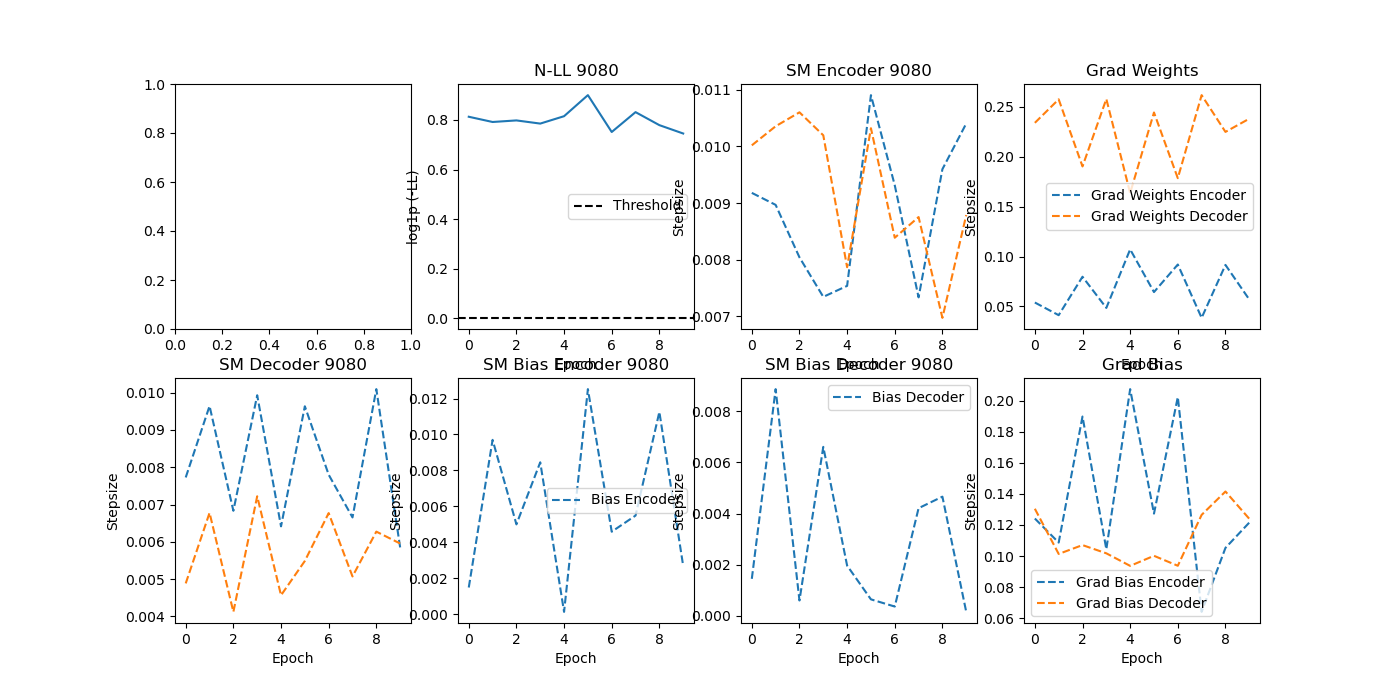 N-LL 9080
SM Encoder 9080
Grad Weights
1.0
0.8
0.6
0.4
0.2
0.0
0.0 0.2 0.4 0.6 0.8 1.0
log1p (-LL)
0.8
0.6
0.4
0.2
0.0
Threshold
0 2 4 6 8
Epoch
Stepsize
0.011
0.010
0.009
0.008
0.007
0 2 4 6 8
Epoch
Stepsize
0.25
0.20
0.15
0.10
0.05
Grad Weights Encoder
Grad Weights Decoder
0 2 4 6 8
Epoch
SM Decoder 9080
SM Bias Encoder 9080
SM Bias Decoder 9080
Grad Bias
Stepsize
0.010
0.009
0.008
0.007
0.006
0.005
0.004
0 2 4 6 8
Epoch
Stepsize
0.012
0.010
0.008
0.006
0.004
0.002
0.000
Bias Encoder
0 2 4 6 8
Epoch
Stepsize
0.008
0.006
0.004
0.002
0.000
Bias Decoder
0 2 4 6 8
Epoch
Stepsize
0.20
0.18
0.16
0.14
0.12
0.10
0.08
0.06
Grad Bias Encoder
Grad Bias Decoder
0 2 4 6 8
Epoch